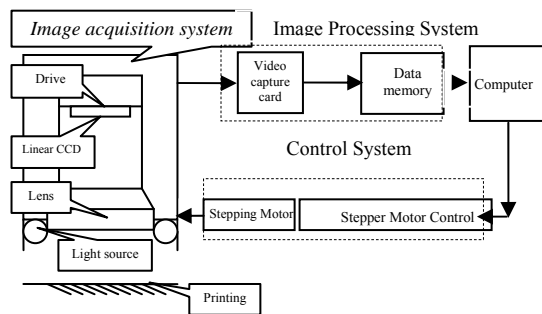 Image acquisition system
Image Processing System
Drive
Linear CCD
Lens
Light source
Printing
Video
capture
card
Data
memory
Computer
Control System
Stepping Motor
Stepper Motor Control